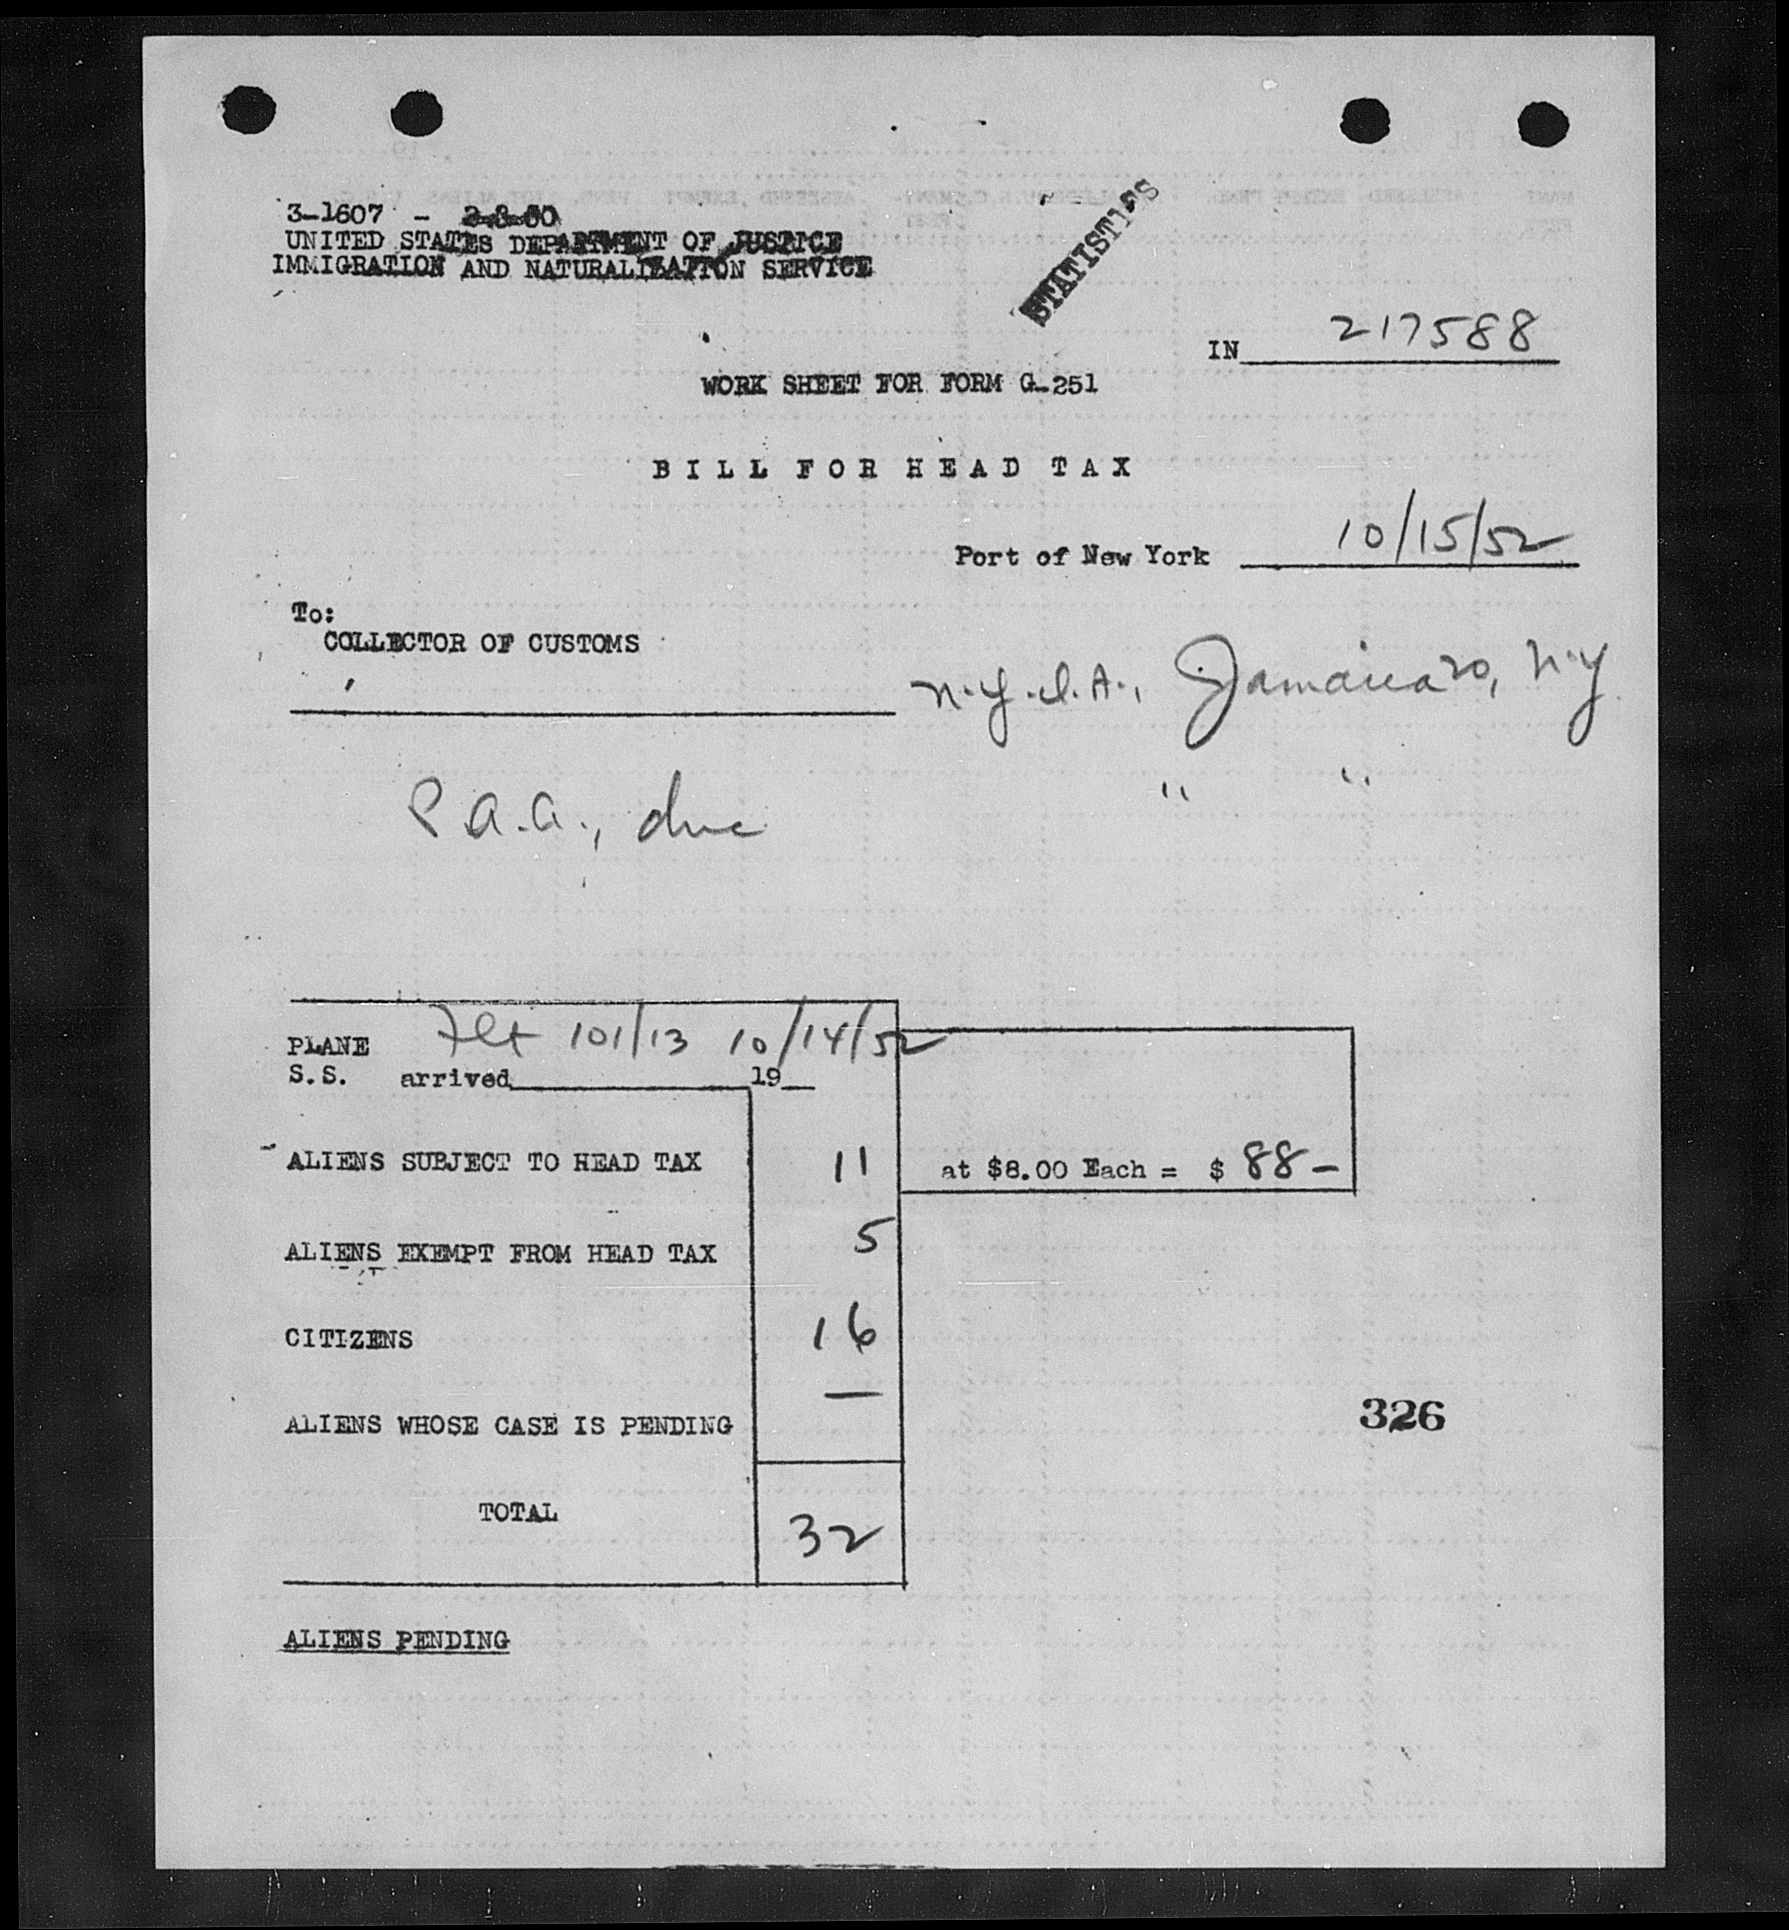 3-1607 - 2-8-50
UNITED STATES DEPARTMENT OF JUSTICE
IMMIGRATION AND NATURALIZATION SERVICE
STATISTICS
IN 217588
WORK SHEET FOR FORM G-251
BILL FOR HEAD TAX
Port of New York 10/15/52
To:
COLLECTOR OF CUSTOMS
N.Y.I.A., Jamaica 30, N.Y
P.A.A., Inc " "
PLANE Flt 101/13 10/14/52
S.S. arrived 19
ALIENS SUBJECT TO HEAD TAX 11 at $8.00 Each = $ 88-
ALIENS EXEMPT FROM HEAD TAX 5
CITIZENS 16
ALIENS WHOSE CASE IS PENDING —
326
TOTAL 32
ALIENS PENDING